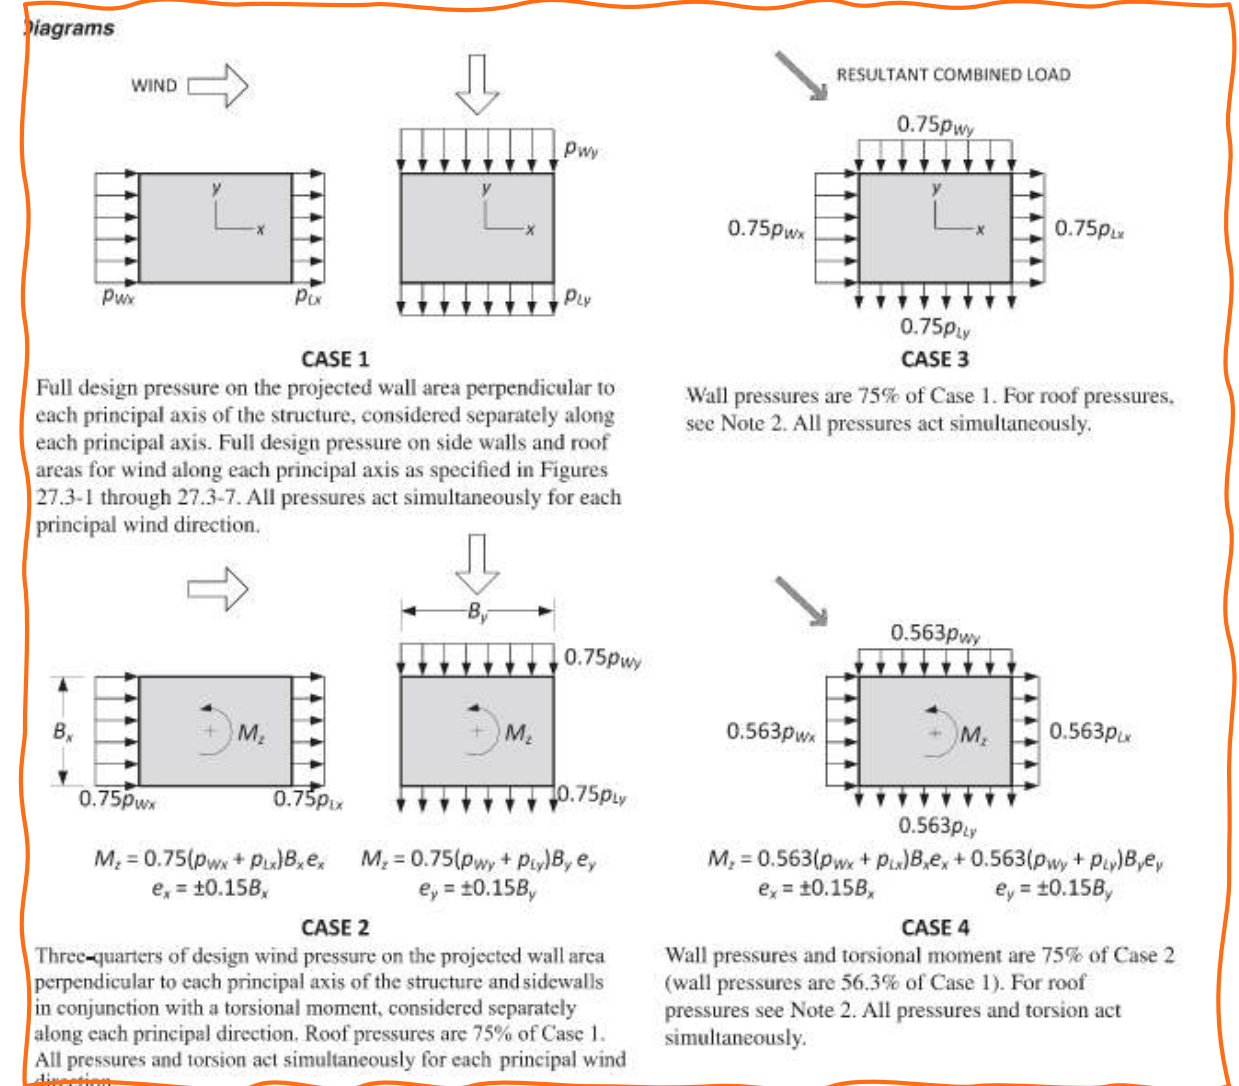 Diagrams
WIND
pWy
y
x
pWx
pLx
y
x
pLy
CASE 1
Full design pressure on the projected wall area perpendicular to
each principal axis of the structure, considered separately along
each principal axis. Full design pressure on side walls and roof
areas for wind along each principal axis as specified in Figures
27.3-1 through 27.3-7. All pressures act simultaneously for each
principal wind direction.
RESULTANT COMBINED LOAD
0.75pWy
y
x
0.75pWx
0.75pLx
0.75pLy
CASE 3
Wall pressures are 75% of Case 1. For roof pressures,
see Note 2. All pressures act simultaneously.
By
0.75pWy
Bx
Mz
Mz
0.75pWx
0.75pLx
0.75pLy
Mz = 0.75(pWx + pLx)Bxex
ex = ±0.15Bx
Mz = 0.75(pWy + pLy)By ey
ey = ±0.15By
CASE 2
Three-quarters of design wind pressure on the projected wall area
perpendicular to each principal axis of the structure and sidewalls
in conjunction with a torsional moment, considered separately
along each principal direction. Roof pressures are 75% of Case 1.
All pressures and torsion act simultaneously for each principal wind
direction.
0.563pWy
0.563pWx
Mz
0.563pLx
0.563pLy
Mz = 0.563(pWx + pLx)Bxex + 0.563(pWy + pLy)Byey
ex = ±0.15Bx
ey = ±0.15By
CASE 4
Wall pressures and torsional moment are 75% of Case 2
(wall pressures are 56.3% of Case 1). For roof
pressures see Note 2. All pressures and torsion act
simultaneously.